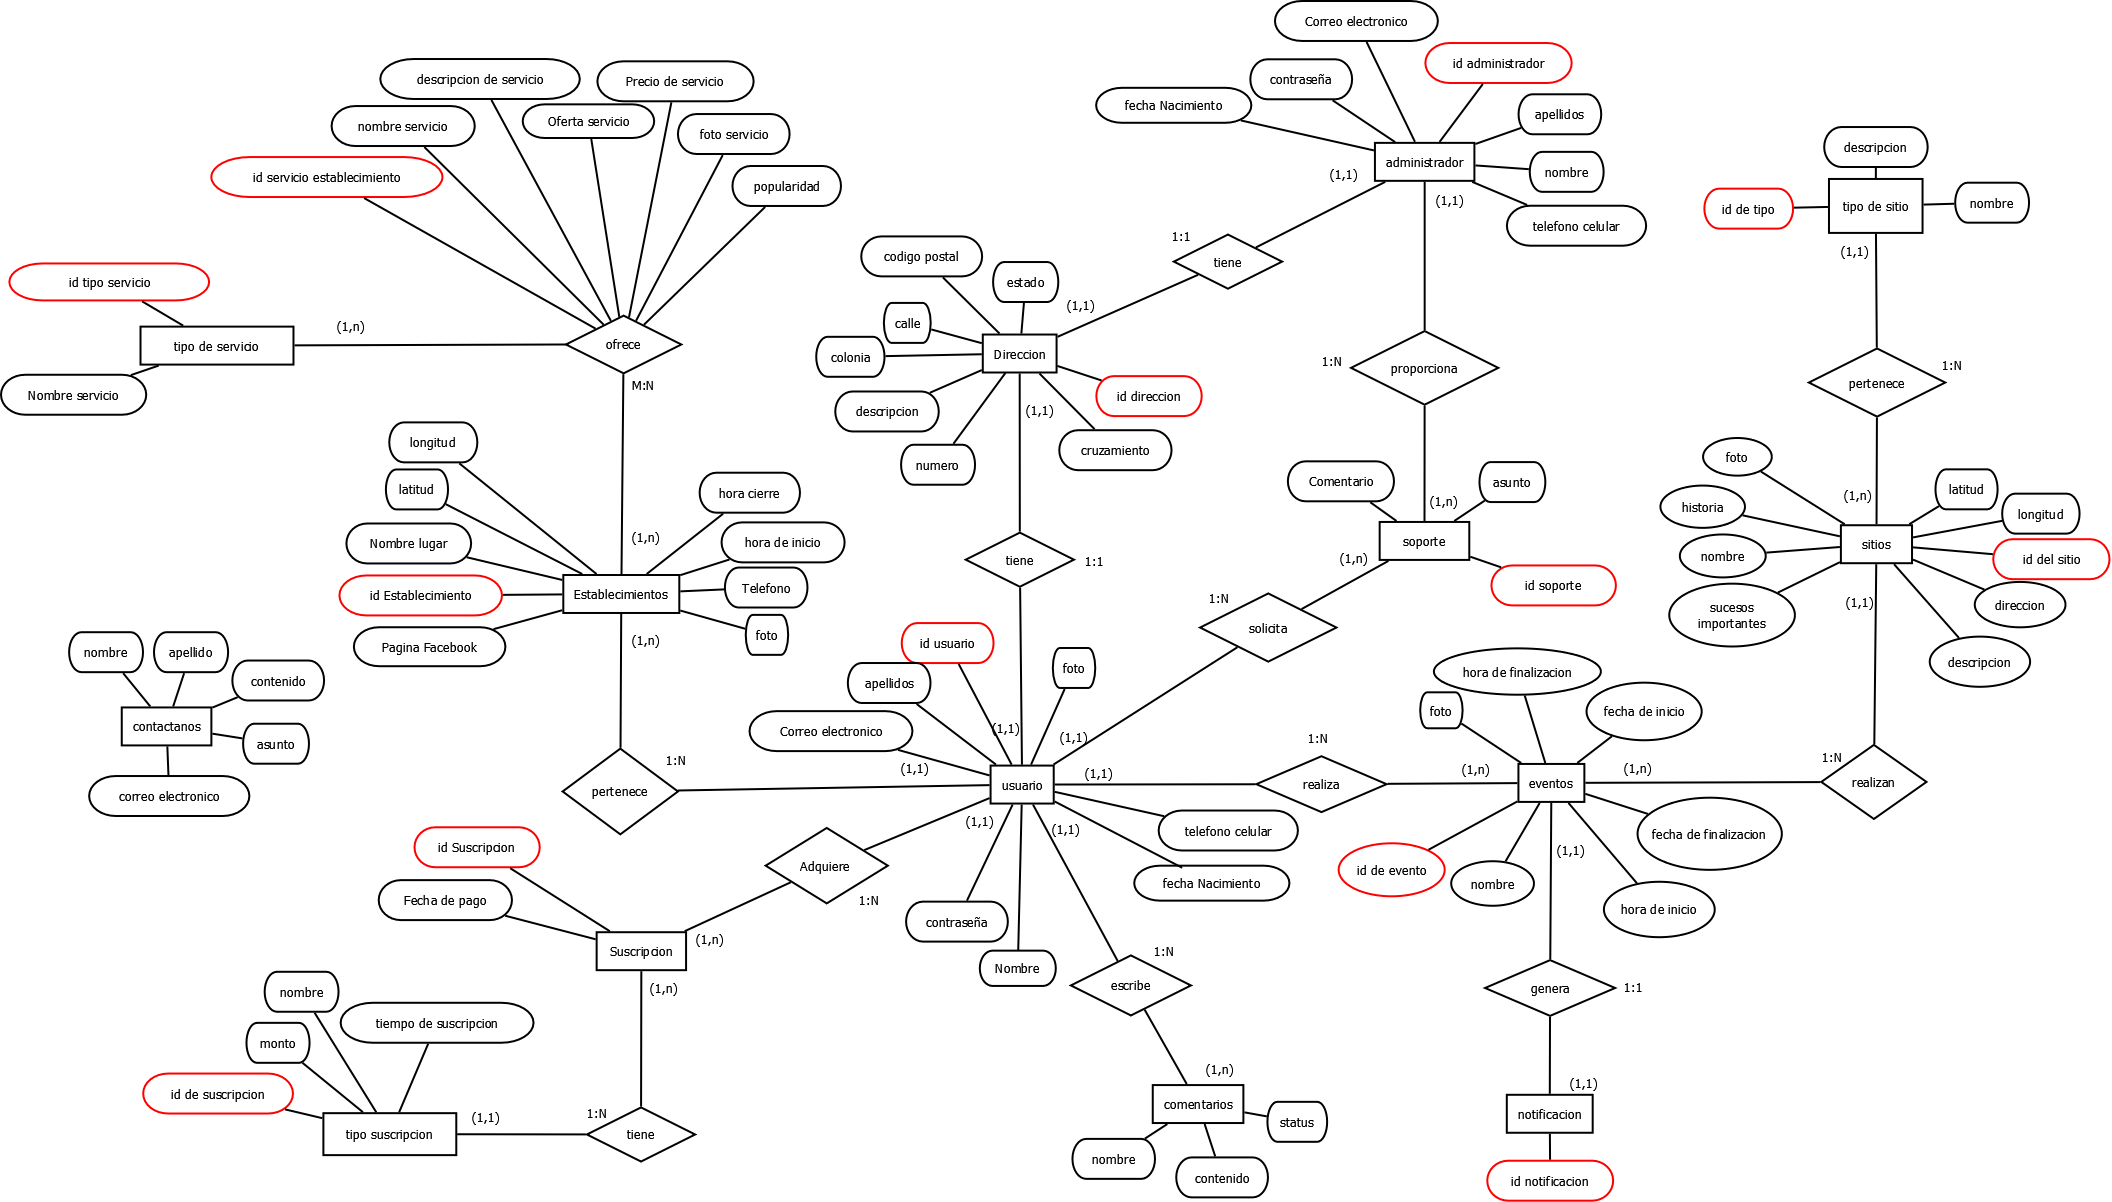 Correo electronico
id administrador
contraseña
fecha Nacimiento
apellidos
administrador
nombre
telefono celular
(1,1)
(1,1)
descripcion de servicio
Precio de servicio
nombre servicio
Oferta servicio
foto servicio
id servicio establecimiento
popularidad
id tipo servicio
tipo de servicio
Nombre servicio
(1,n)
ofrece
M:N
descripcion
id de tipo
tipo de sitio
nombre
(1,1)
pertenece
1:N
1:1
tiene
codigo postal
estado
calle
colonia
Direccion
(1,1)
id direccion
descripcion
(1,1)
numero
cruzamiento
1:N
proporciona
longitud
latitud
hora cierre
Nombre lugar
(1,n)
hora de inicio
id Establecimiento
Establecimientos
Telefono
Pagina Facebook
(1,n)
foto
Comentario
asunto
(1,n)
soporte
(1,n)
id soporte
foto
historia
(1,n)
latitud
longitud
nombre
sitios
id del sitio
sucesos
importantes
(1,1)
direccion
descripcion
tiene
1:1
1:N
solicita
nombre
apellido
contenido
contactanos
asunto
correo electronico
id usuario
apellidos
foto
Correo electronico
(1,1)
(1,1)
(1,1)
usuario
(1,1)
telefono celular
fecha Nacimiento
(1,1)
(1,1)
contraseña
Nombre
pertenece
1:N
1:N
realiza
(1,n)
hora de finalizacion
foto
fecha de inicio
eventos
(1,n)
1:N
realizan
fecha de finalizacion
id de evento
nombre
(1,1)
hora de inicio
id Suscripcion
Fecha de pago
Adquiere
1:N
Suscripcion
(1,n)
(1,n)
nombre
tiempo de suscripcion
monto
id de suscripcion
tipo suscripcion
(1,1)
1:N
tiene
1:N
escribe
(1,n)
comentarios
status
nombre
contenido
genera
1:1
(1,1)
notificacion
id notificacion